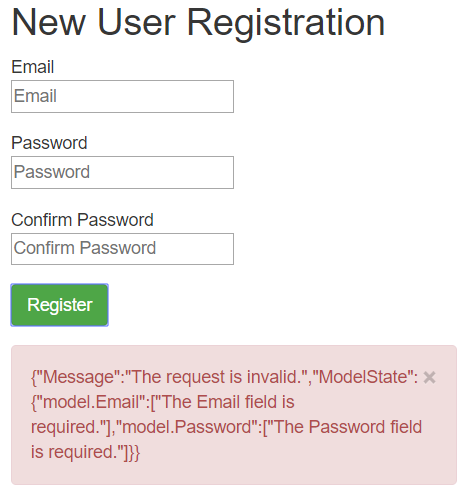 New User Registration
Email
Email
Password
Password
Confirm Password
Confirm Password
Register
{"Message":"The request is invalid.","ModelState": ×
{"model.Email":["The Email field is
required."],"model.Password":["The Password field
is required."]}}